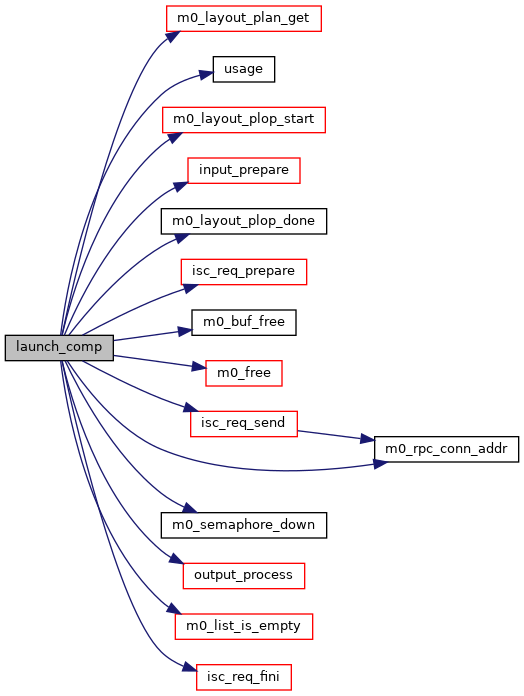 m0_layout_plan_get
usage
m0_layout_plop_start
input_prepare
m0_layout_plop_done
isc_req_prepare
m0_buf_free
launch_comp
m0_free
isc_req_send
m0_rpc_conn_addr
m0_semaphore_down
output_process
m0_list_is_empty
isc_req_fini